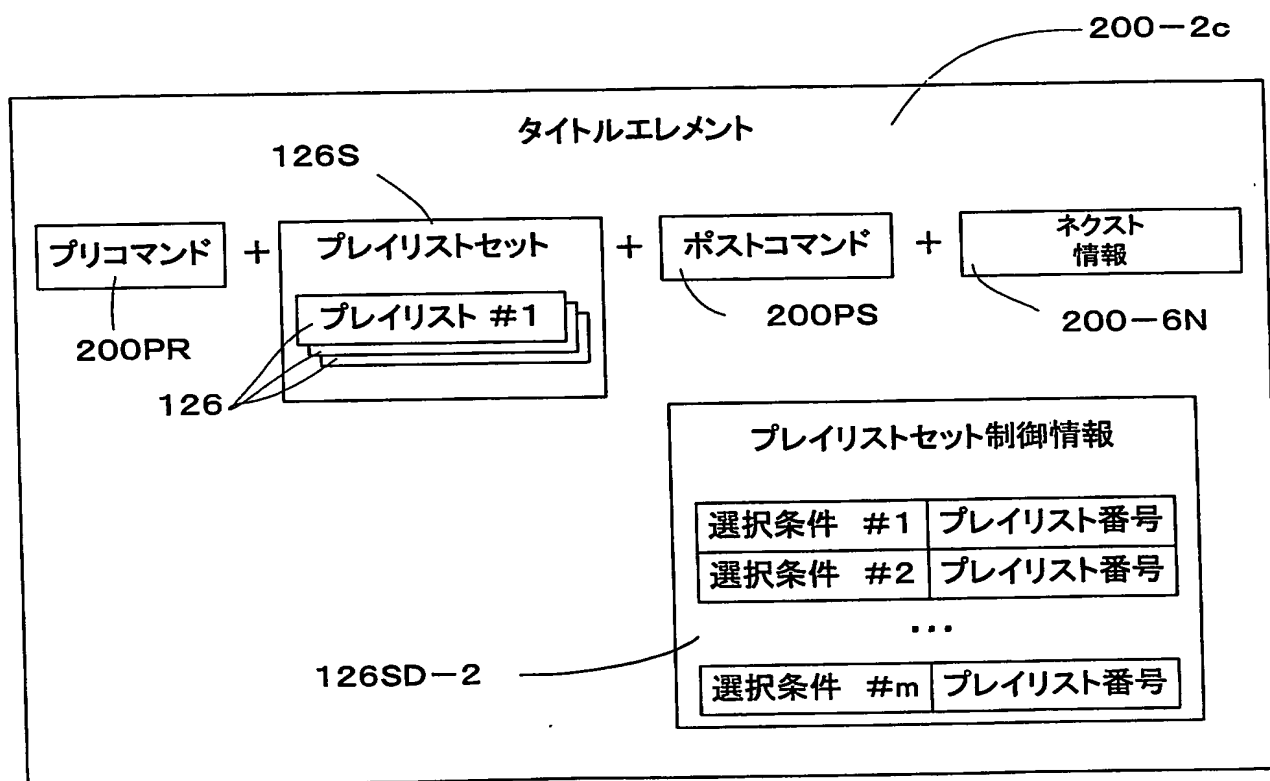 200-2c
タイトルエレメント
126S
プリコマンド + プレイリストセット + ポストコマンド + ネクスト
情報
プレイリスト #1
200PR
200PS
200-6N
126
プレイリストセット制御情報
選択条件 #1 プレイリスト番号
選択条件 #2 プレイリスト番号
...
126SD-2
選択条件 #m プレイリスト番号